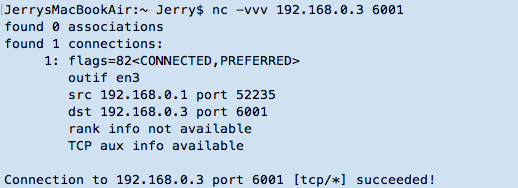 [JerrysMacBookAir:~ Jerry$ nc -vvv 192.168.0.3 6001
found 0 associations
found 1 connections:
1: flags=82<CONNECTED,PREFERRED>
outif en3
src 192.168.0.1 port 52235
dst 192.168.0.3 port 6001
rank info not available
TCP aux info available
Connection to 192.168.0.3 port 6001 [tcp/*] succeeded!